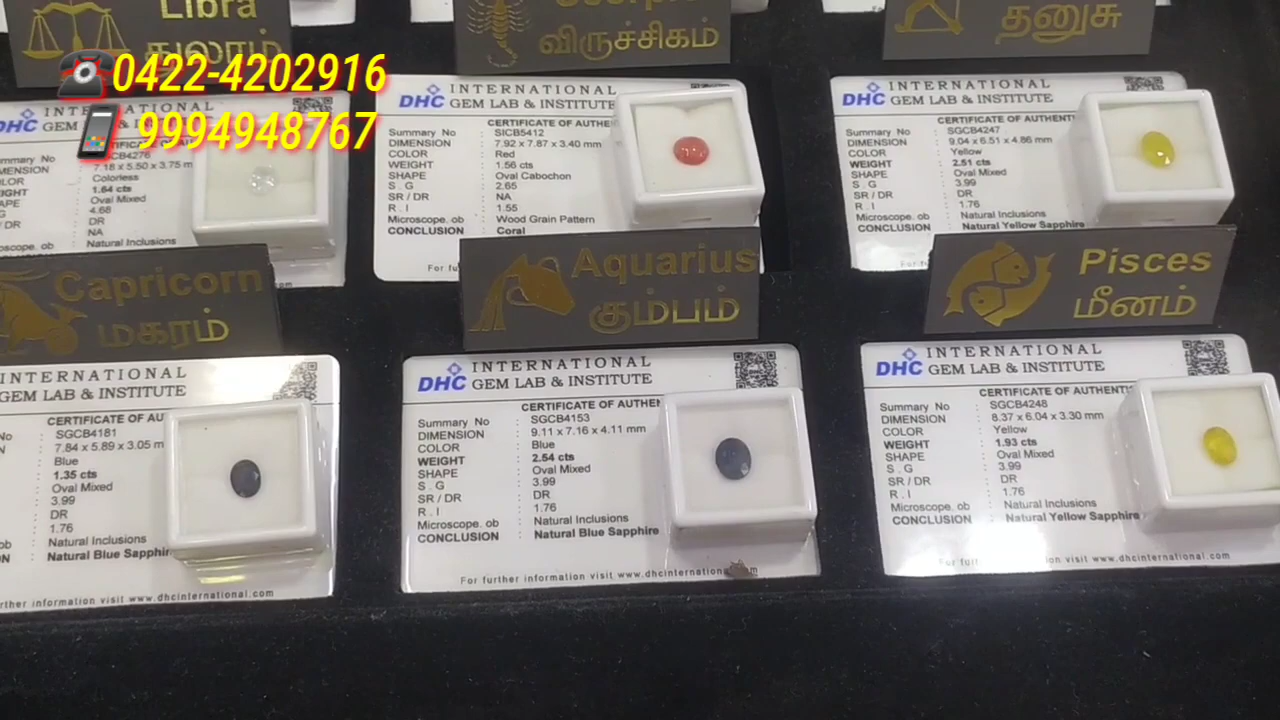 Libra
துலாம்
விருச்சிகம்
தனுசு
0422-4202916
9994948767
DHC INTERNATIONAL
GEM LAB & INSTITUTE
7.18 x 5.50 x 3.75 m
Colorless
1.64 cts
Oval Mixed
4.68
DR
NA
Natural Inclusions
DHC INTERNATIONAL
GEM LAB & INSTITUTE
CERTIFICATE OF AUTHE
Summary No : SICB5412
DIMENSION : 7.92 x 7.87 x 3.40 mm
COLOR : Red
WEIGHT : 1.56 cts
SHAPE : Oval Cabochon
S . G : 2.65
SR / DR : NA
R . I : 1.55
Microscope. ob : Wood Grain Pattern
CONCLUSION : Coral
DHC INTERNATIONAL
GEM LAB & INSTITUTE
CERTIFICATE OF AUTHENT
Summary No : SGCB4247
DIMENSION : 9.04 x 6.51 x 4.86 mm
COLOR : Yellow
WEIGHT : 2.51 cts
SHAPE : Oval Mixed
S . G : 3.99
SR / DR : DR
R . I : 1.76
Microscope. ob : Natural Inclusions
CONCLUSION : Natural Yellow Sapphire
Capricorn
மகரம்
Aquarius
கும்பம்
Pisces
மீனம்
INTERNATIONAL
GEM LAB & INSTITUTE
CERTIFICATE OF AU
No : SGCB4181
7.84 x 5.89 x 3.05 m
Blue
1.35 cts
Oval Mixed
3.99
DR
1.76
Natural Inclusions
Natural Blue Sapphir
rther information visit www.dhcinternational.com
DHC INTERNATIONAL
GEM LAB & INSTITUTE
CERTIFICATE OF AUTHEN
Summary No : SGCB4153
DIMENSION : 9.11 x 7.16 x 4.11 mm
COLOR : Blue
WEIGHT : 2.54 cts
SHAPE : Oval Mixed
S . G : 3.99
SR / DR : DR
R . I : 1.76
Microscope. ob : Natural Inclusions
CONCLUSION : Natural Blue Sapphire
For further information visit www.dhcinternational
DHC INTERNATIONAL
GEM LAB & INSTITUTE
CERTIFICATE OF AUTHENTI
Summary No : SGCB4248
DIMENSION : 8.37 x 6.04 x 3.30 mm
COLOR : Yellow
WEIGHT : 1.93 cts
SHAPE : Oval Mixed
S . G : 3.99
SR / DR : DR
R . I : 1.76
Microscope. ob : Natural Inclusions
CONCLUSION : Natural Yellow Sapphire
For further information visit www.dhcinternational.com